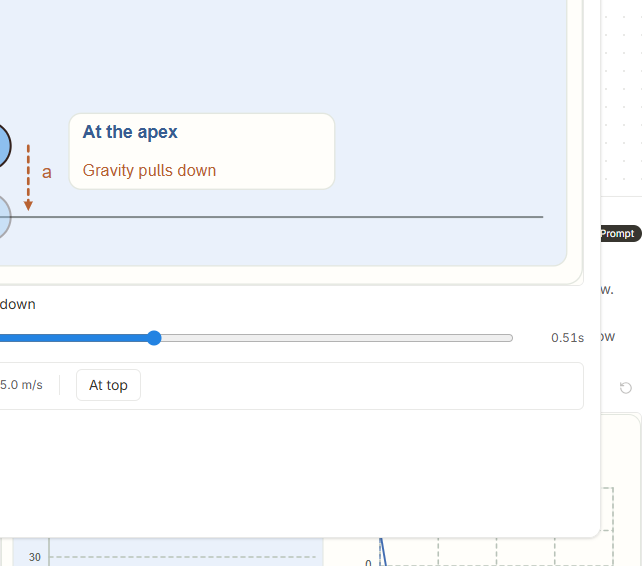 At the apex
a
Gravity pulls down
Prompt
w.
down
ow
0.51s
5.0 m/s
At top
30
0